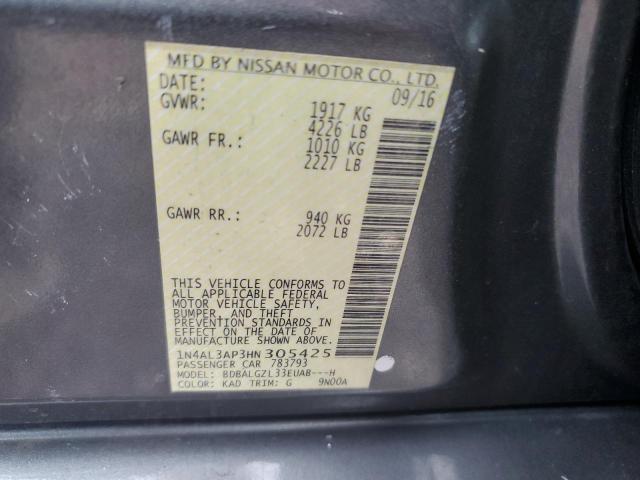 MFD BY NISSAN MOTOR CO., LTD.
DATE: 09/16
GVWR: 1917 KG
4226 LB
GAWR FR.: 1010 KG
2227 LB
GAWR RR.: 940 KG
2072 LB
THIS VEHICLE CONFORMS TO
ALL APPLICABLE FEDERAL
MOTOR VEHICLE SAFETY,
BUMPER, AND THEFT
PREVENTION STANDARDS IN
EFFECT ON THE DATE OF
MANUFACTURE SHOWN ABOVE.
1N4AL3AP3HN305425
PASSENGER CAR 783793
MODEL: BDBALGZL33EUAB---H
COLOR: KAD TRIM: G 9N00A